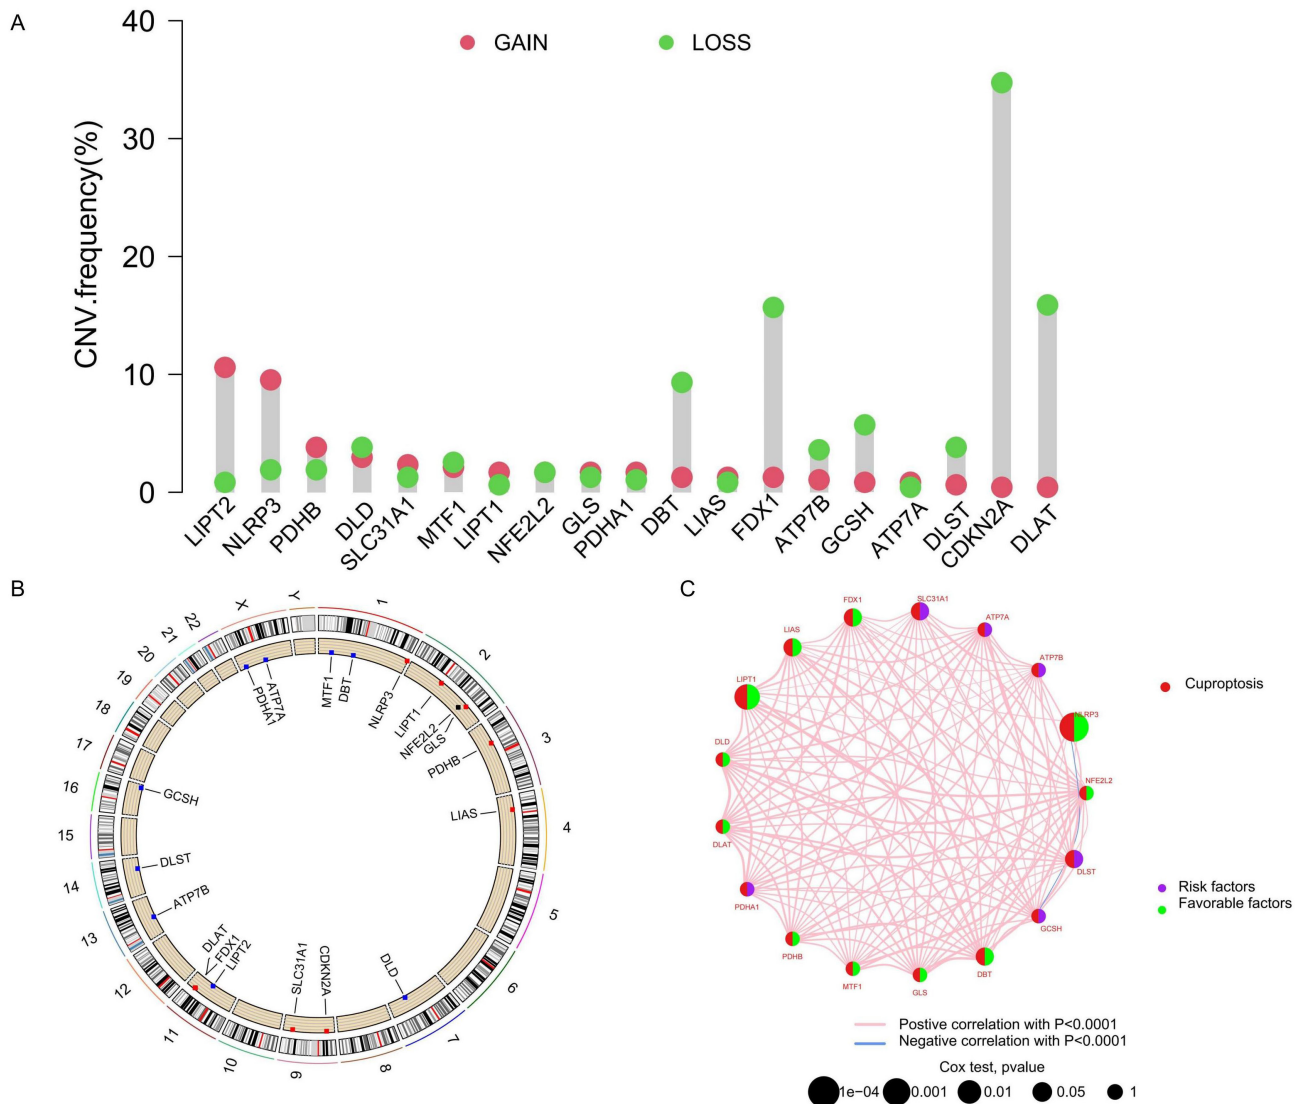 A
40
30
20
10
0
CNV.frequency(%)
GAIN
LOSS
LIPT2
NLRP3
PDHB
DLD
SLC31A1
MTF1
LIPT1
NFE2L2
GLS
PDHA1
DBT
LIAS
FDX1
ATP7B
GCSH
ATP7A
DLST
CDKN2A
DLAT
B
1
2
3
4
5
6
7
8
9
10
11
12
13
14
15
16
17
18
19
20
21
22
X
Y
MTF1
DBT
NLRP3
LIPT1
NFE2L2
GLS
PDHB
LIAS
DLD
CDKN2A
SLC31A1
LIPT2
FDX1
DLAT
ATP7B
DLST
GCSH
PDHA1
ATP7A
C
FDX1
SLC31A1
ATP7A
ATP7B
NLRP3
NFE2L2
DLST
GCSH
DBT
GLS
MTF1
PDHB
PDHA1
DLAT
DLD
LIPT1
LIAS
Cuproptosis
Risk factors
Favorable factors
Postive correlation with P<0.0001
Negative correlation with P<0.0001
Cox test, pvalue
1e−04 0.001 0.01 0.05 1